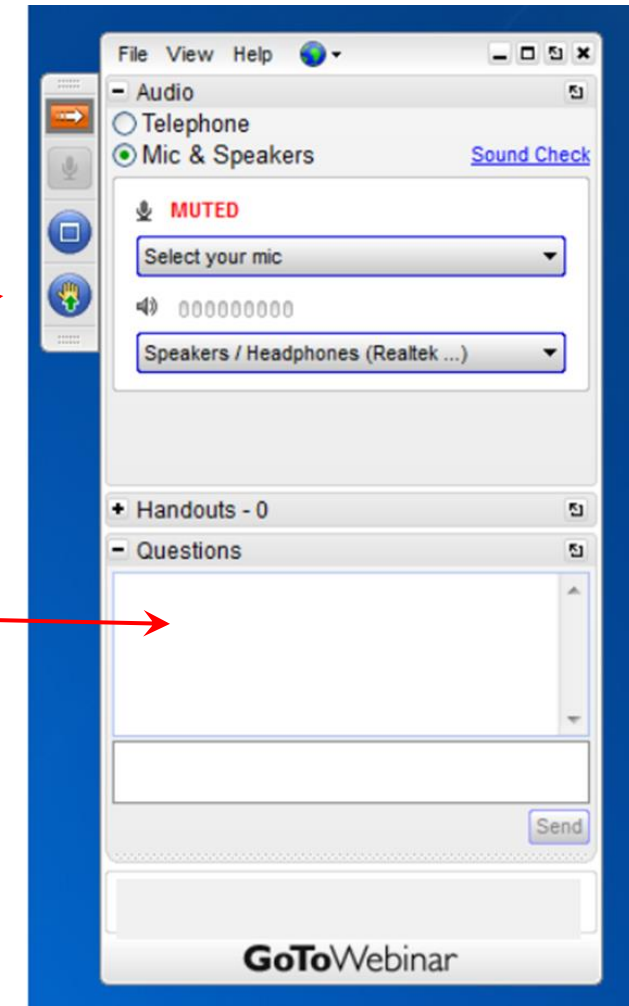 File View Help
Audio
Telephone
Mic & Speakers Sound Check
MUTED
Select your mic
Speakers / Headphones (Realtek ...)
Handouts - 0
Questions
Send
GoToWebinar